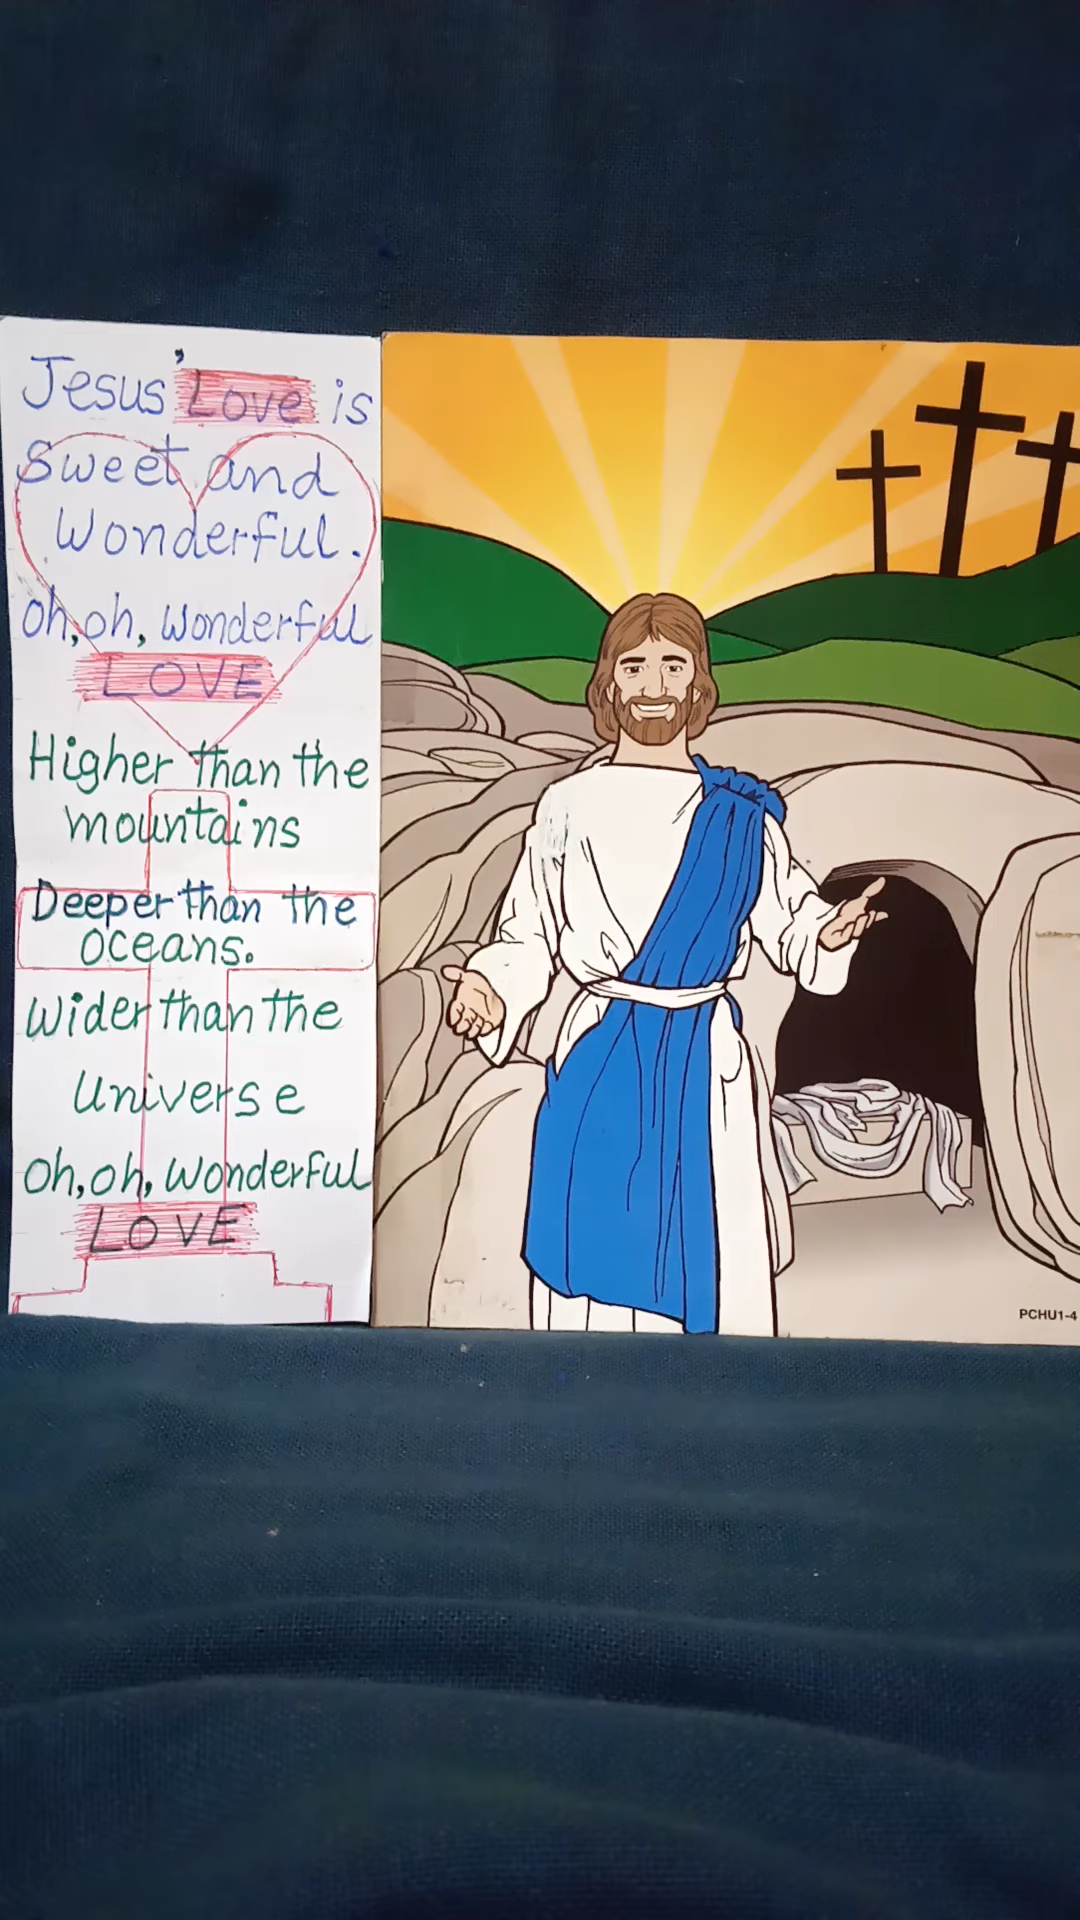 Jesus' Love is
Sweet and
Wonderful.
Oh, oh, Wonderful
LOVE
Higher than the
mountains
Deeper than the
Oceans.
Wider than the
Universe
Oh, oh, wonderful
LOVE
PCHU1-4